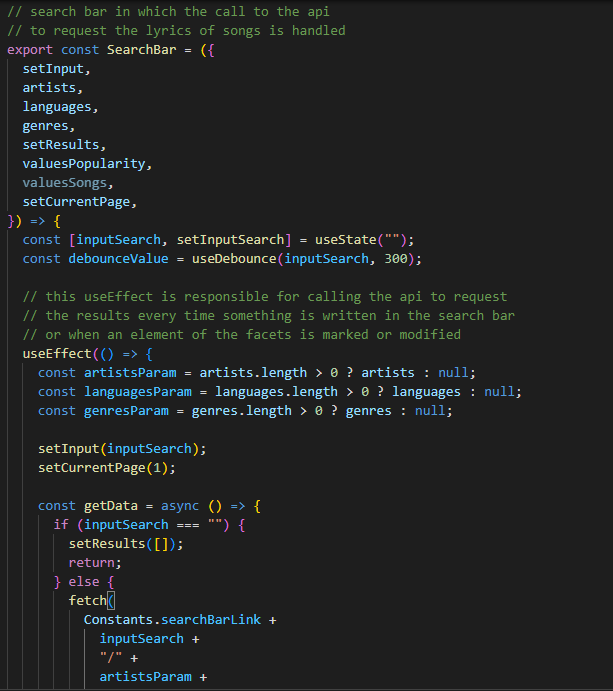 // search bar in which the call to the api
// to request the lyrics of songs is handled
export const SearchBar = ({
  setInput,
  artists,
  languages,
  genres,
  setResults,
  valuesPopularity,
  valuesSongs,
  setCurrentPage,
}) => {
  const [inputSearch, setInputSearch] = useState("");
  const debounceValue = useDebounce(inputSearch, 300);

  // this useEffect is responsible for calling the api to request
  // the results every time something is written in the search bar
  // or when an element of the facets is marked or modified
  useEffect(() => {
    const artistsParam = artists.length > 0 ? artists : null;
    const languagesParam = languages.length > 0 ? languages : null;
    const genresParam = genres.length > 0 ? genres : null;

    setInput(inputSearch);
    setCurrentPage(1);

    const getData = async () => {
      if (inputSearch === "") {
        setResults([]);
        return;
      } else {
        fetch(
          Constants.searchBarLink +
            inputSearch +
            "/" +
            artistsParam +